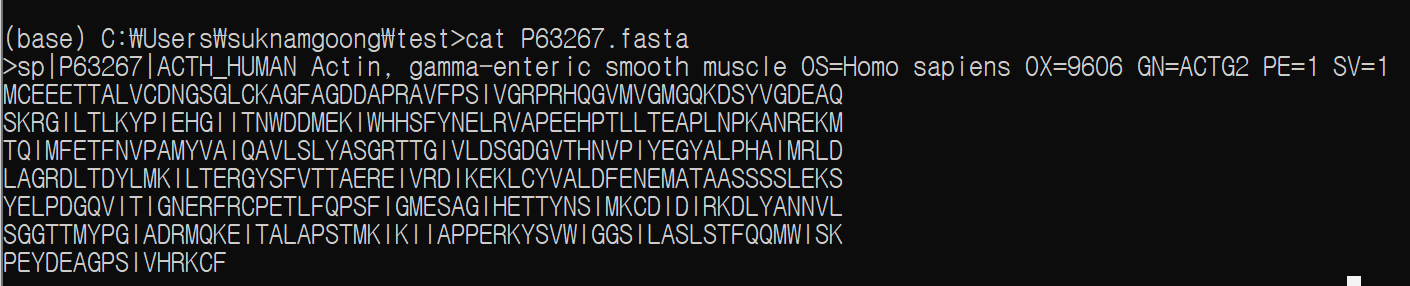 (base) C:₩Users₩suknamgoong₩test>cat P63267.fasta
>sp|P63267|ACTH_HUMAN Actin, gamma-enteric smooth muscle OS=Homo sapiens OX=9606 GN=ACTG2 PE=1 SV=1
MCEEETTALVCDNGSGLCKAGFAGDDAPRAVFPSIVGRPRHQGVMVGMGQKDSYVGDEAQ
SKRGILTLKYPIEHGIITNWDDMEKIWHHSFYNELRVAPEEHPTLLTEAPLNPKANREKM
TQIMFETFNVPAMYVAIQAVLSLYASGRTTGIVLDSGDGVTHNVPIYEGYALPHAIMRLD
LAGRDLTDYLMKILTERGYSFVTTAEREIVRDIKEKLCYVALDFENEMATAASSSSLEKS
YELPDGQVITIGNERFRCPETLFQPSFIGMESAGIHETTYNSIMKCDIDIRKDLYANNVL
SGGTTMYPGIADRMQKEITALAPSTMKIKIIAPPERKYSVWIGGSILASLSTFQQMWISK
PEYDEAGPSIVHRKCF